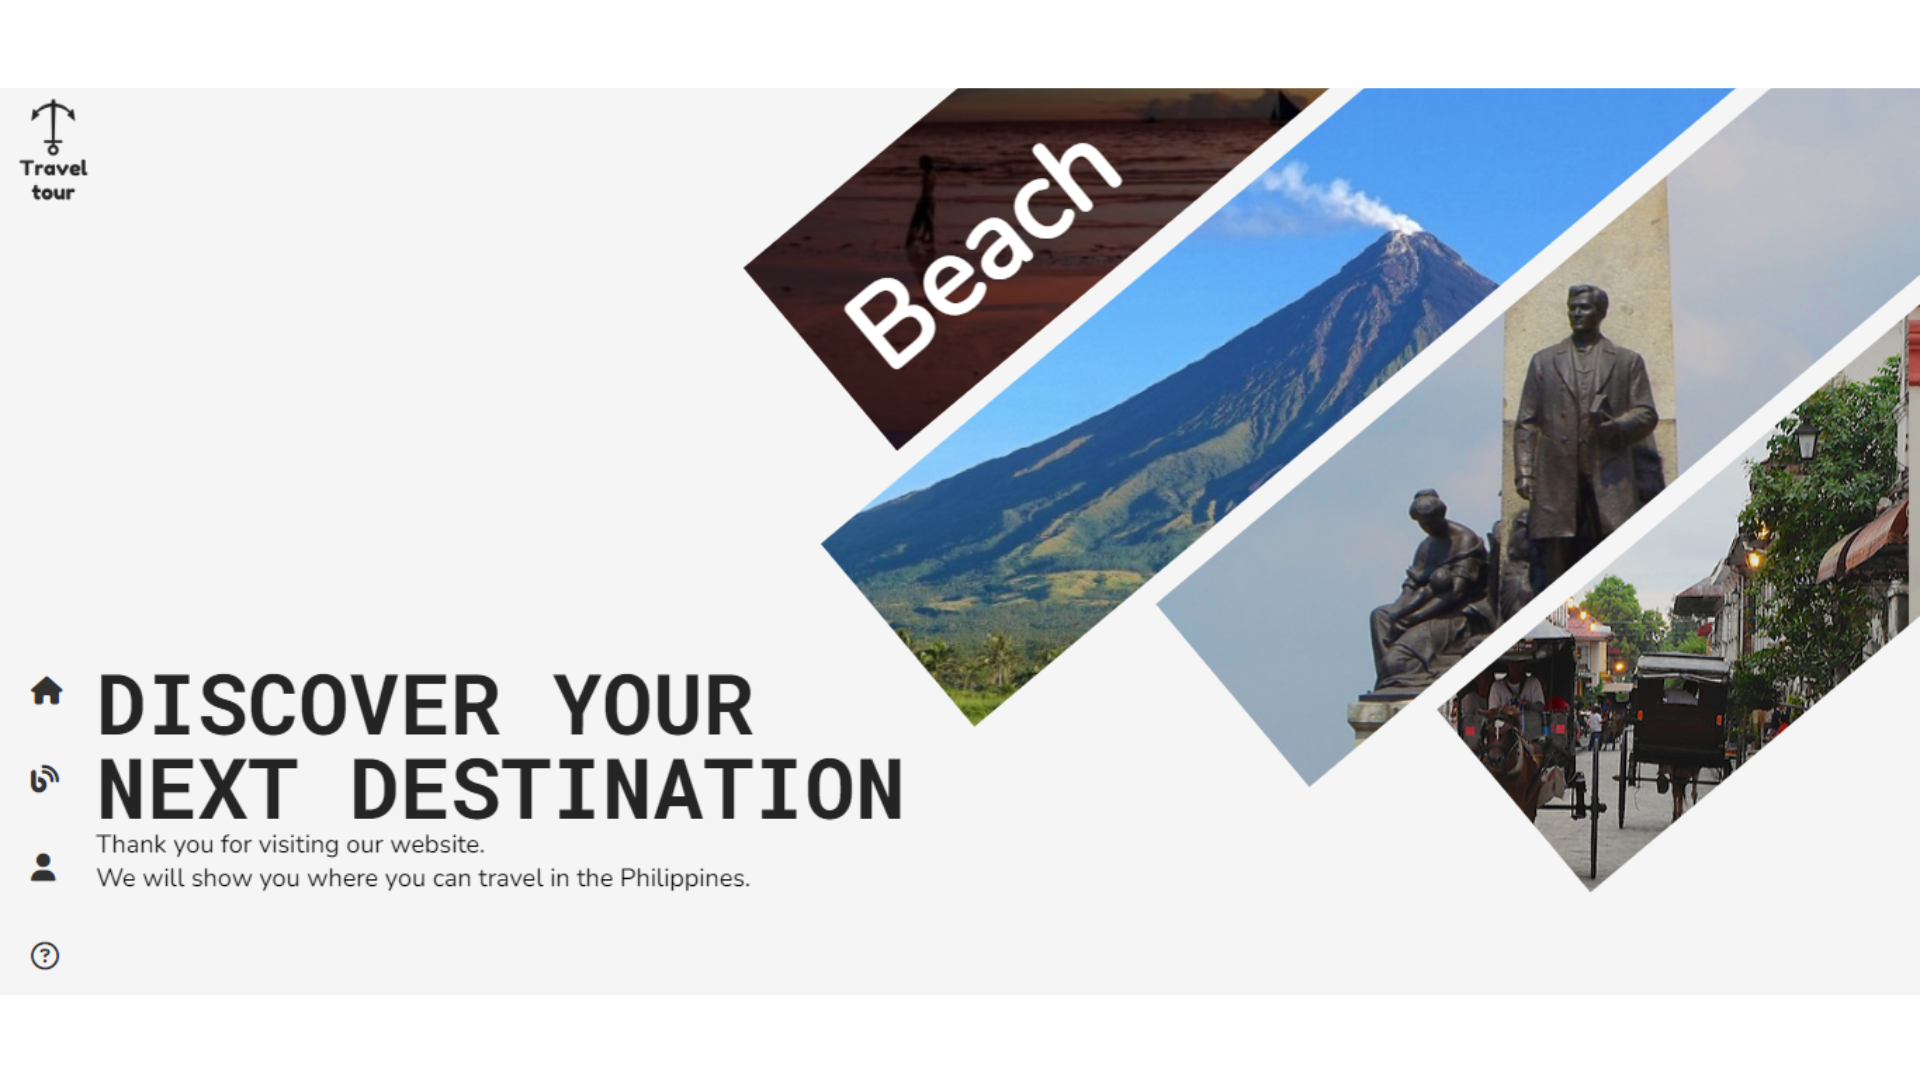 Travel
tour
Beach
DISCOVER YOUR
NEXT DESTINATION
Thank you for visiting our website.
We will show you where you can travel in the Philippines.